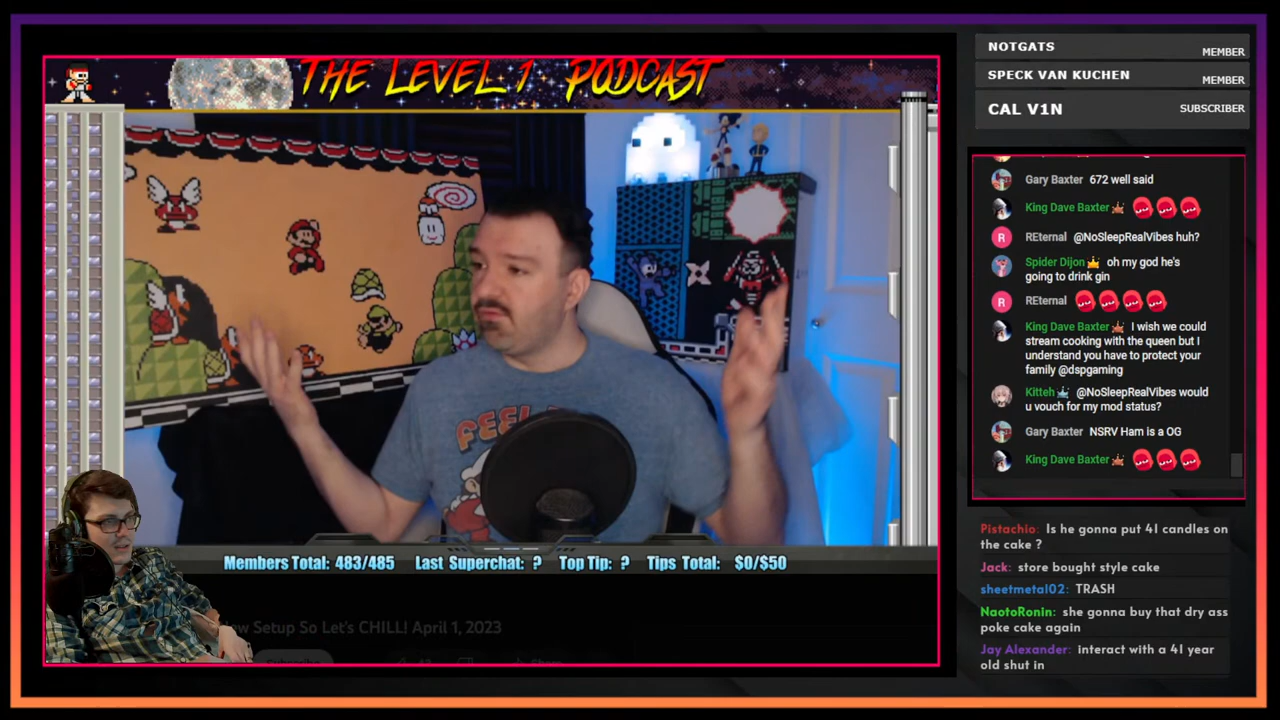 THE LEVEL 1 PODCAST
FEEL
Members Total: 483/485 Last Superchat: ? Top Tip: ? Tips Total: $0/$50
Setup So Let's CHILL! April 1, 2023
Subscribe
Share
NOTGATS MEMBER
SPECK VAN KUCHEN MEMBER
CAL V1N SUBSCRIBER
Gary Baxter 672 well said
King Dave Baxter
REternal @NoSleepRealVibes huh?
Spider Dijon oh my god he's
going to drink gin
R REternal
King Dave Baxter I wish we could
stream cooking with the queen but I
understand you have to protect your
family @dspgaming
Kitteh @NoSleepRealVibes would
u vouch for my mod status?
Gary Baxter NSRV Ham is a OG
King Dave Baxter
Pistachio: Is he gonna put 41 candles on
the cake ?
Jack: store bought style cake
sheetmetal02: TRASH
NaotoRonin: she gonna buy that dry ass
poke cake again
Jay Alexander: interact with a 41 year
old shut in